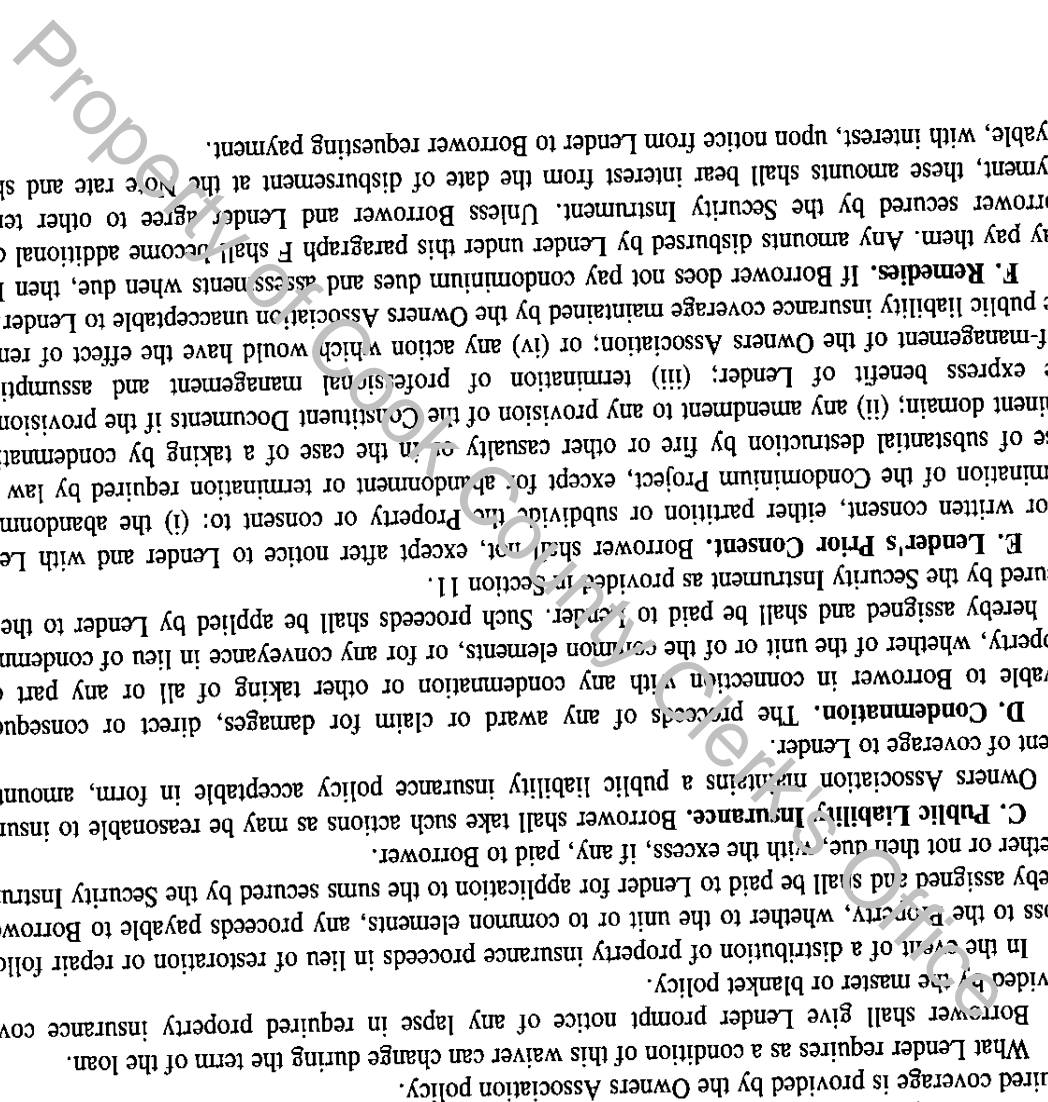 uired coverage is provided by the Owners Association policy.
What Lender requires as a condition of this waiver can change during the term of the loan.
Borrower shall give Lender prompt notice of any lapse in required property insurance cov
vided by the master or blanket policy.
In the event of a distribution of property insurance proceeds in lieu of restoration or repair follo
oss to the Property, whether to the unit or to common elements, any proceeds payable to Borrowe
eby assigned and shall be paid to Lender for application to the sums secured by the Security Instru
ether or not then due, with the excess, if any, paid to Borrower.
C. Public Liability Insurance. Borrower shall take such actions as may be reasonable to insur
Owners Association maintains a public liability insurance policy acceptable in form, amount
ent of coverage to Lender.
D. Condemnation. The proceeds of any award or claim for damages, direct or conseque
yable to Borrower in connection with any condemnation or other taking of all or any part o
operty, whether of the unit or of the common elements, or for any conveyance in lieu of condemn
hereby assigned and shall be paid to Lender. Such proceeds shall be applied by Lender to the
ured by the Security Instrument as provided in Section 11.
E. Lender's Prior Consent. Borrower shall not, except after notice to Lender and with Le
or written consent, either partition or subdivide the Property or consent to: (i) the abandonm
mination of the Condominium Project, except for abandonment or termination required by law
se of substantial destruction by fire or other casualty or in the case of a taking by condemnati
inent domain; (ii) any amendment to any provision of the Constituent Documents if the provision
e express benefit of Lender; (iii) termination of professional management and assumpti
f-management of the Owners Association; or (iv) any action which would have the effect of ren
e public liability insurance coverage maintained by the Owners Association unacceptable to Lender
F. Remedies. If Borrower does not pay condominium dues and assessments when due, then L
ay pay them. Any amounts disbursed by Lender under this paragraph F shall become additional d
orrower secured by the Security Instrument. Unless Borrower and Lender agree to other ter
yment, these amounts shall bear interest from the date of disbursement at the Note rate and sh
yable, with interest, upon notice from Lender to Borrower requesting payment.
Property of Cook County Clerk's Office